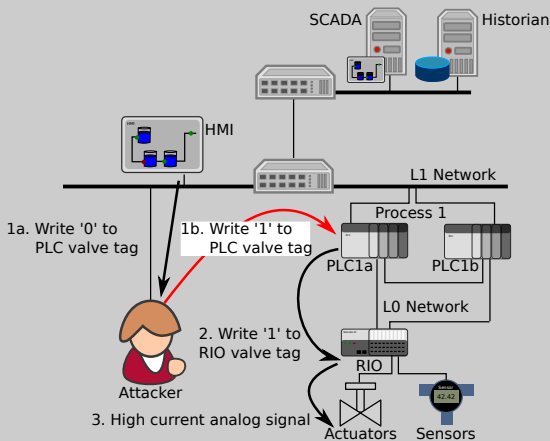 SCADA
Historian
HMI
HMI
L1 Network
1a. Write '0' to
PLC valve tag
1b. Write '1' to
PLC valve tag
Process 1
PLC1a
PLC1b
L0 Network
2. Write '1' to
RIO valve tag
RIO
Attacker
Sensor
42.42
3. High current analog signal
Actuators
Sensors